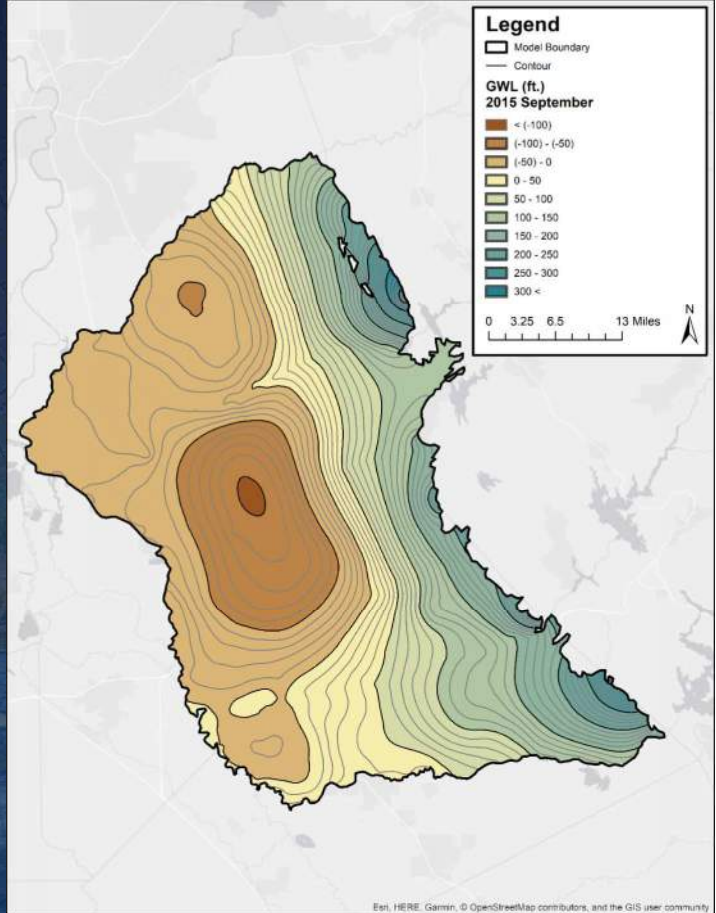 Legend
Model Boundary
Contour
GWL (ft.)
2015 September
< (-100)
(-100) - (-50)
(-50) - 0
0 - 50
50 - 100
100 - 150
150 - 200
200 - 250
250 - 300
300 <
0 3.25 6.5 13 Miles
N
Esri, HERE, Garmin, © OpenStreetMap contributors, and the GIS user community